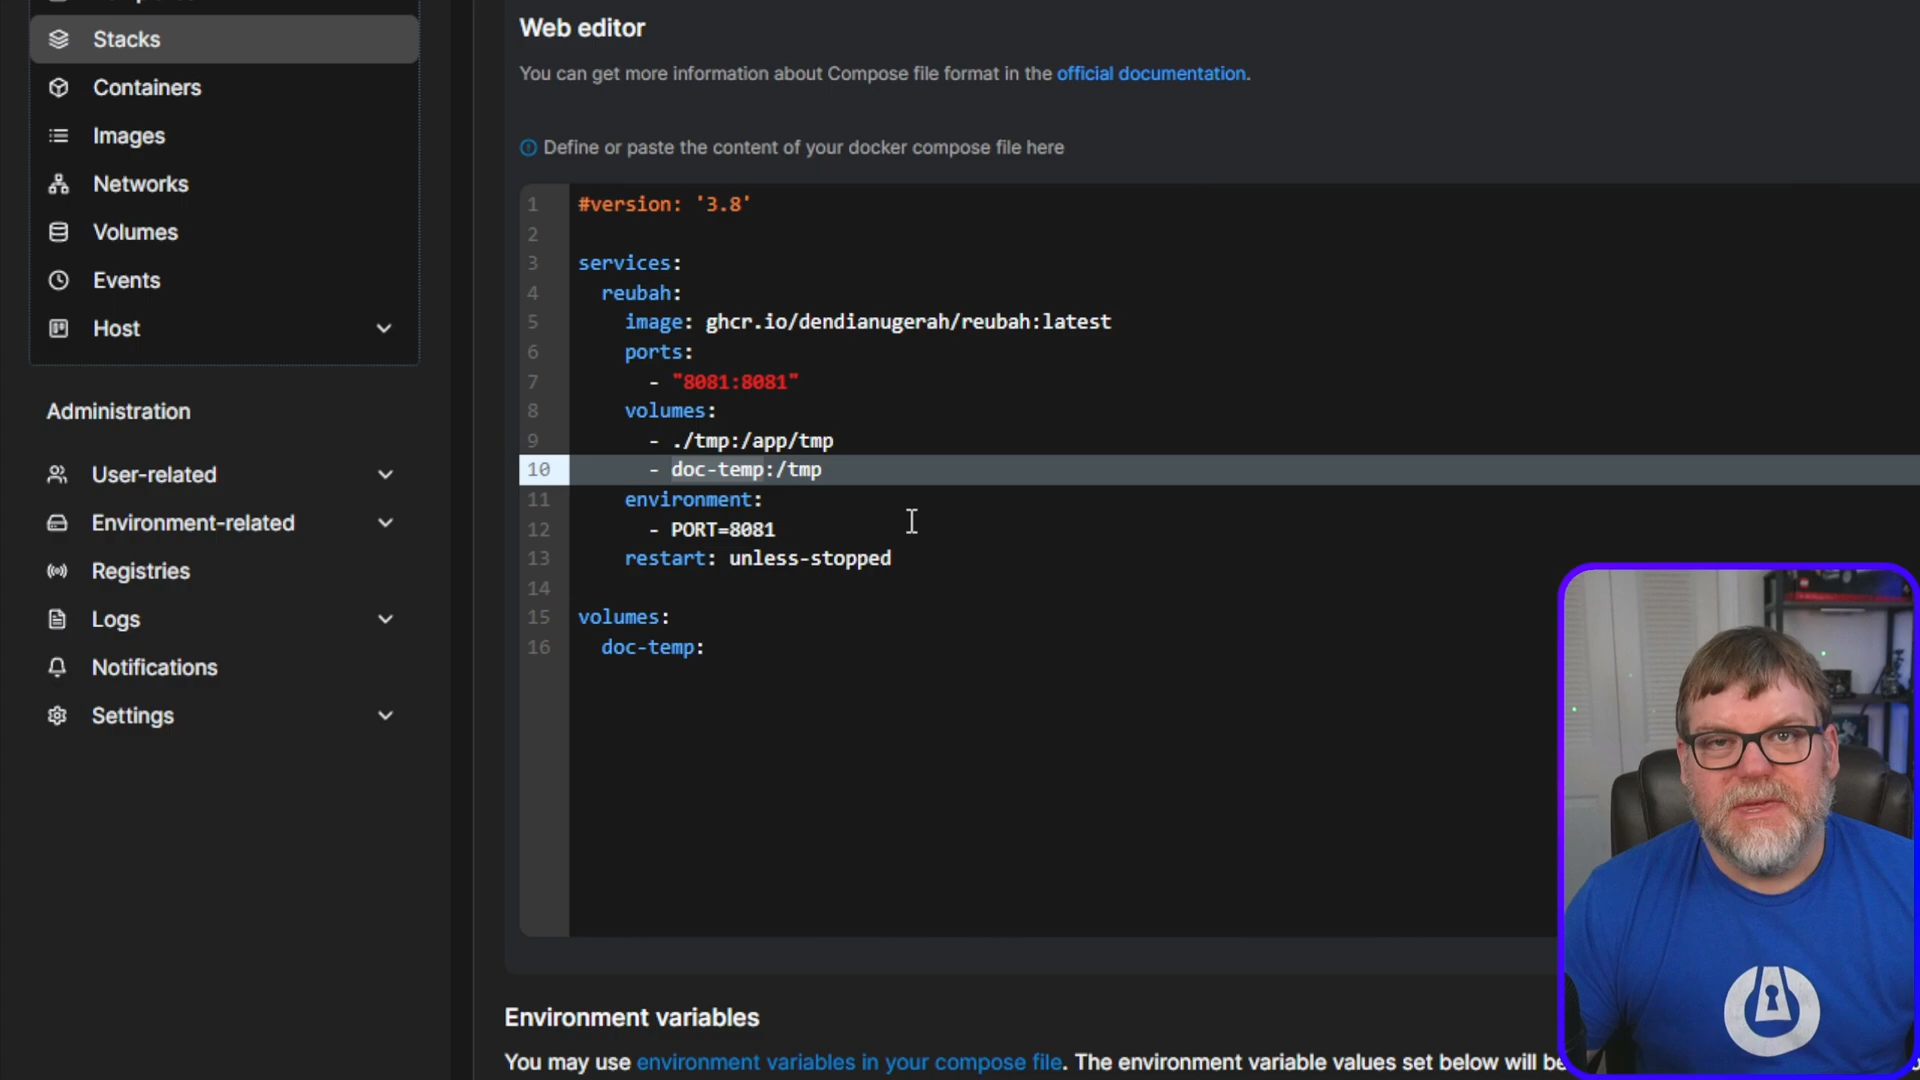 Stacks
Containers
Images
Networks
Volumes
Events
Host
Administration
User-related
Environment-related
Registries
Logs
Notifications
Settings
Web editor
You can get more information about Compose file format in the official documentation.
Define or paste the content of your docker compose file here
1 #version: '3.8'
2
3 services:
4 reubah:
5 image: ghcr.io/dendianugerah/reubah:latest
6 ports:
7 - "8081:8081"
8 volumes:
9 - ./tmp:/app/tmp
10 - doc-temp:/tmp
11 environment:
12 - PORT=8081
13 restart: unless-stopped
14
15 volumes:
16 doc-temp:
Environment variables
You may use environment variables in your compose file. The environment variable values set below will be